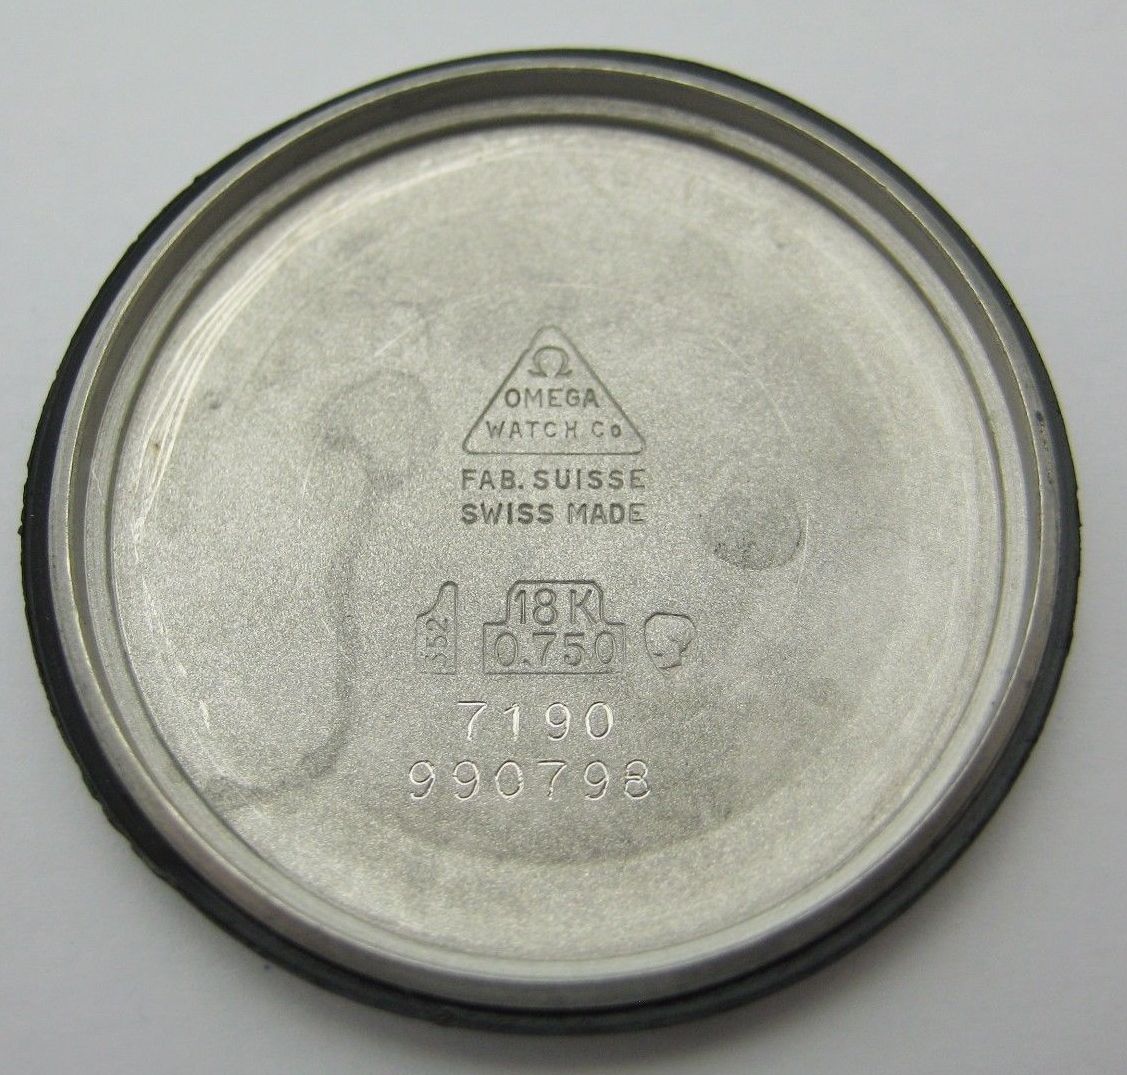 Ω
OMEGA
WATCH Co
FAB. SUISSE
SWISS MADE
18K
0.750
7190
990798